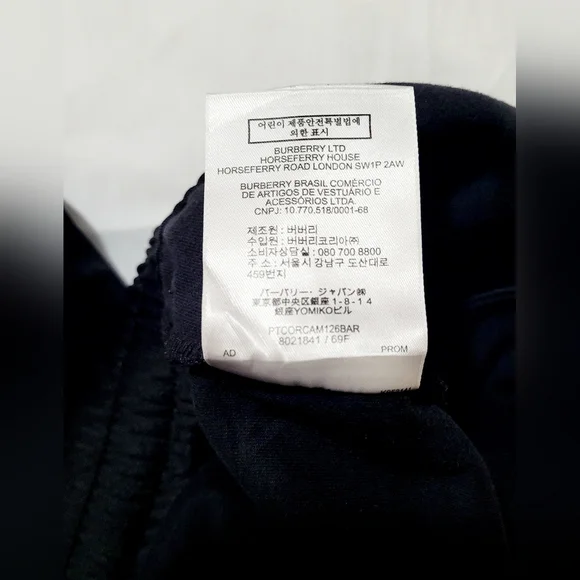 어린이 제품안전특별법에
의한 표시
BURBERRY LTD
HORSEFERRY HOUSE
HORSEFERRY ROAD LONDON SW1P 2AW
BURBERRY BRASIL COMÉRCIO
DE ARTIGOS DE VESTUÁRIO E
ACESSÓRIOS LTDA.
CNPJ: 10.770.518/0001-68
제조원 : 버버리
수입원 : 버버리코리아㈜
소비자상담실 : 080 700 8800
주 소 : 서울시 강남구 도산대로
459번지
バーバリー・ジャパン㈱
東京都中央区銀座1-8-14
銀座YOMIKOビル
PTCORCAM126BAR
8021841 / 69F
AD PROM